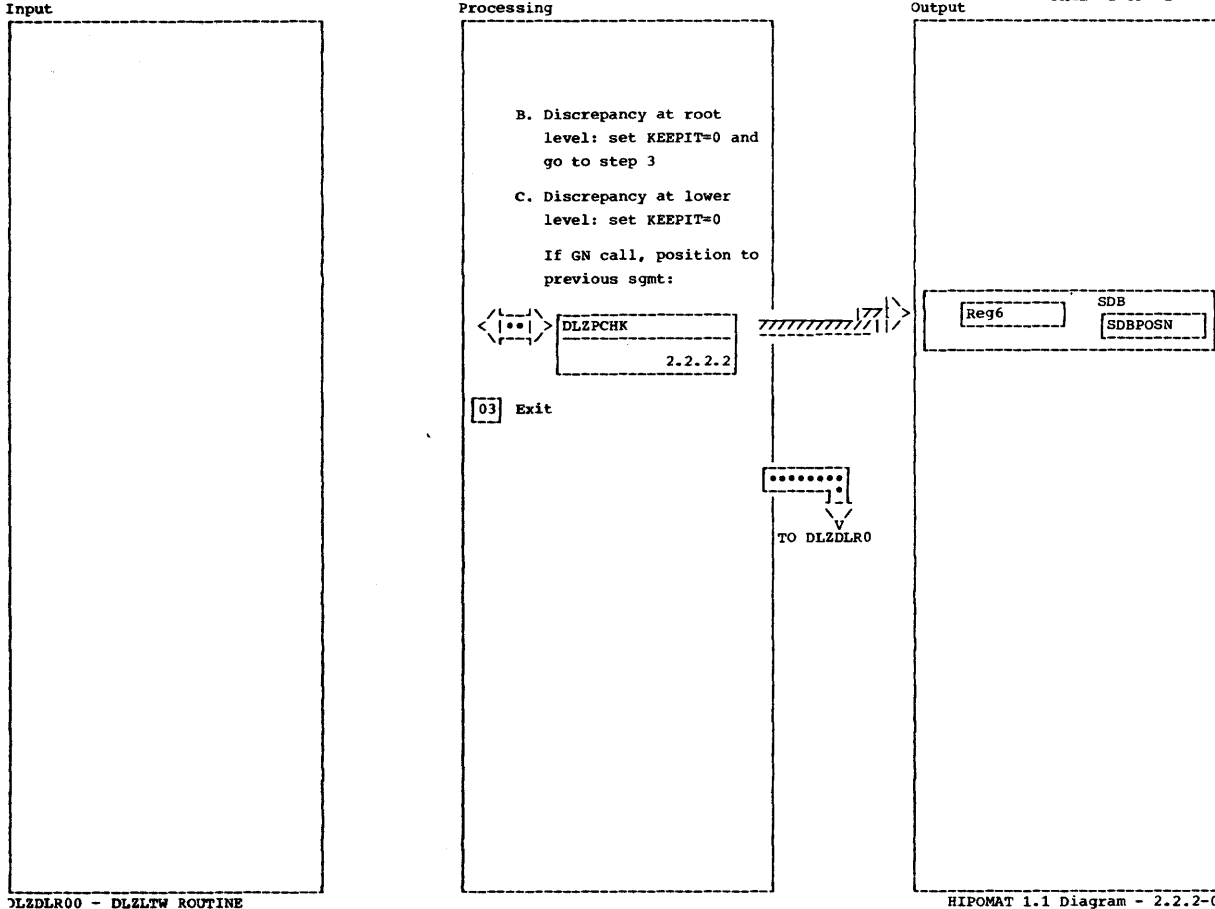 Input
Processing
Output
B. Discrepancy at root
level: set KEEPIT=0 and
go to step 3
C. Discrepancy at lower
level: set KEEPIT=0
If GN call, position to
previous sgmt:
DLZPCHK
2.2.2.2
Reg6
SDB
SDBPOSN
03 Exit
TO DLZDLR0
DLZDLR00 - DLZLTW ROUTINE
HIPOMAT 1.1 Diagram - 2.2.2-0